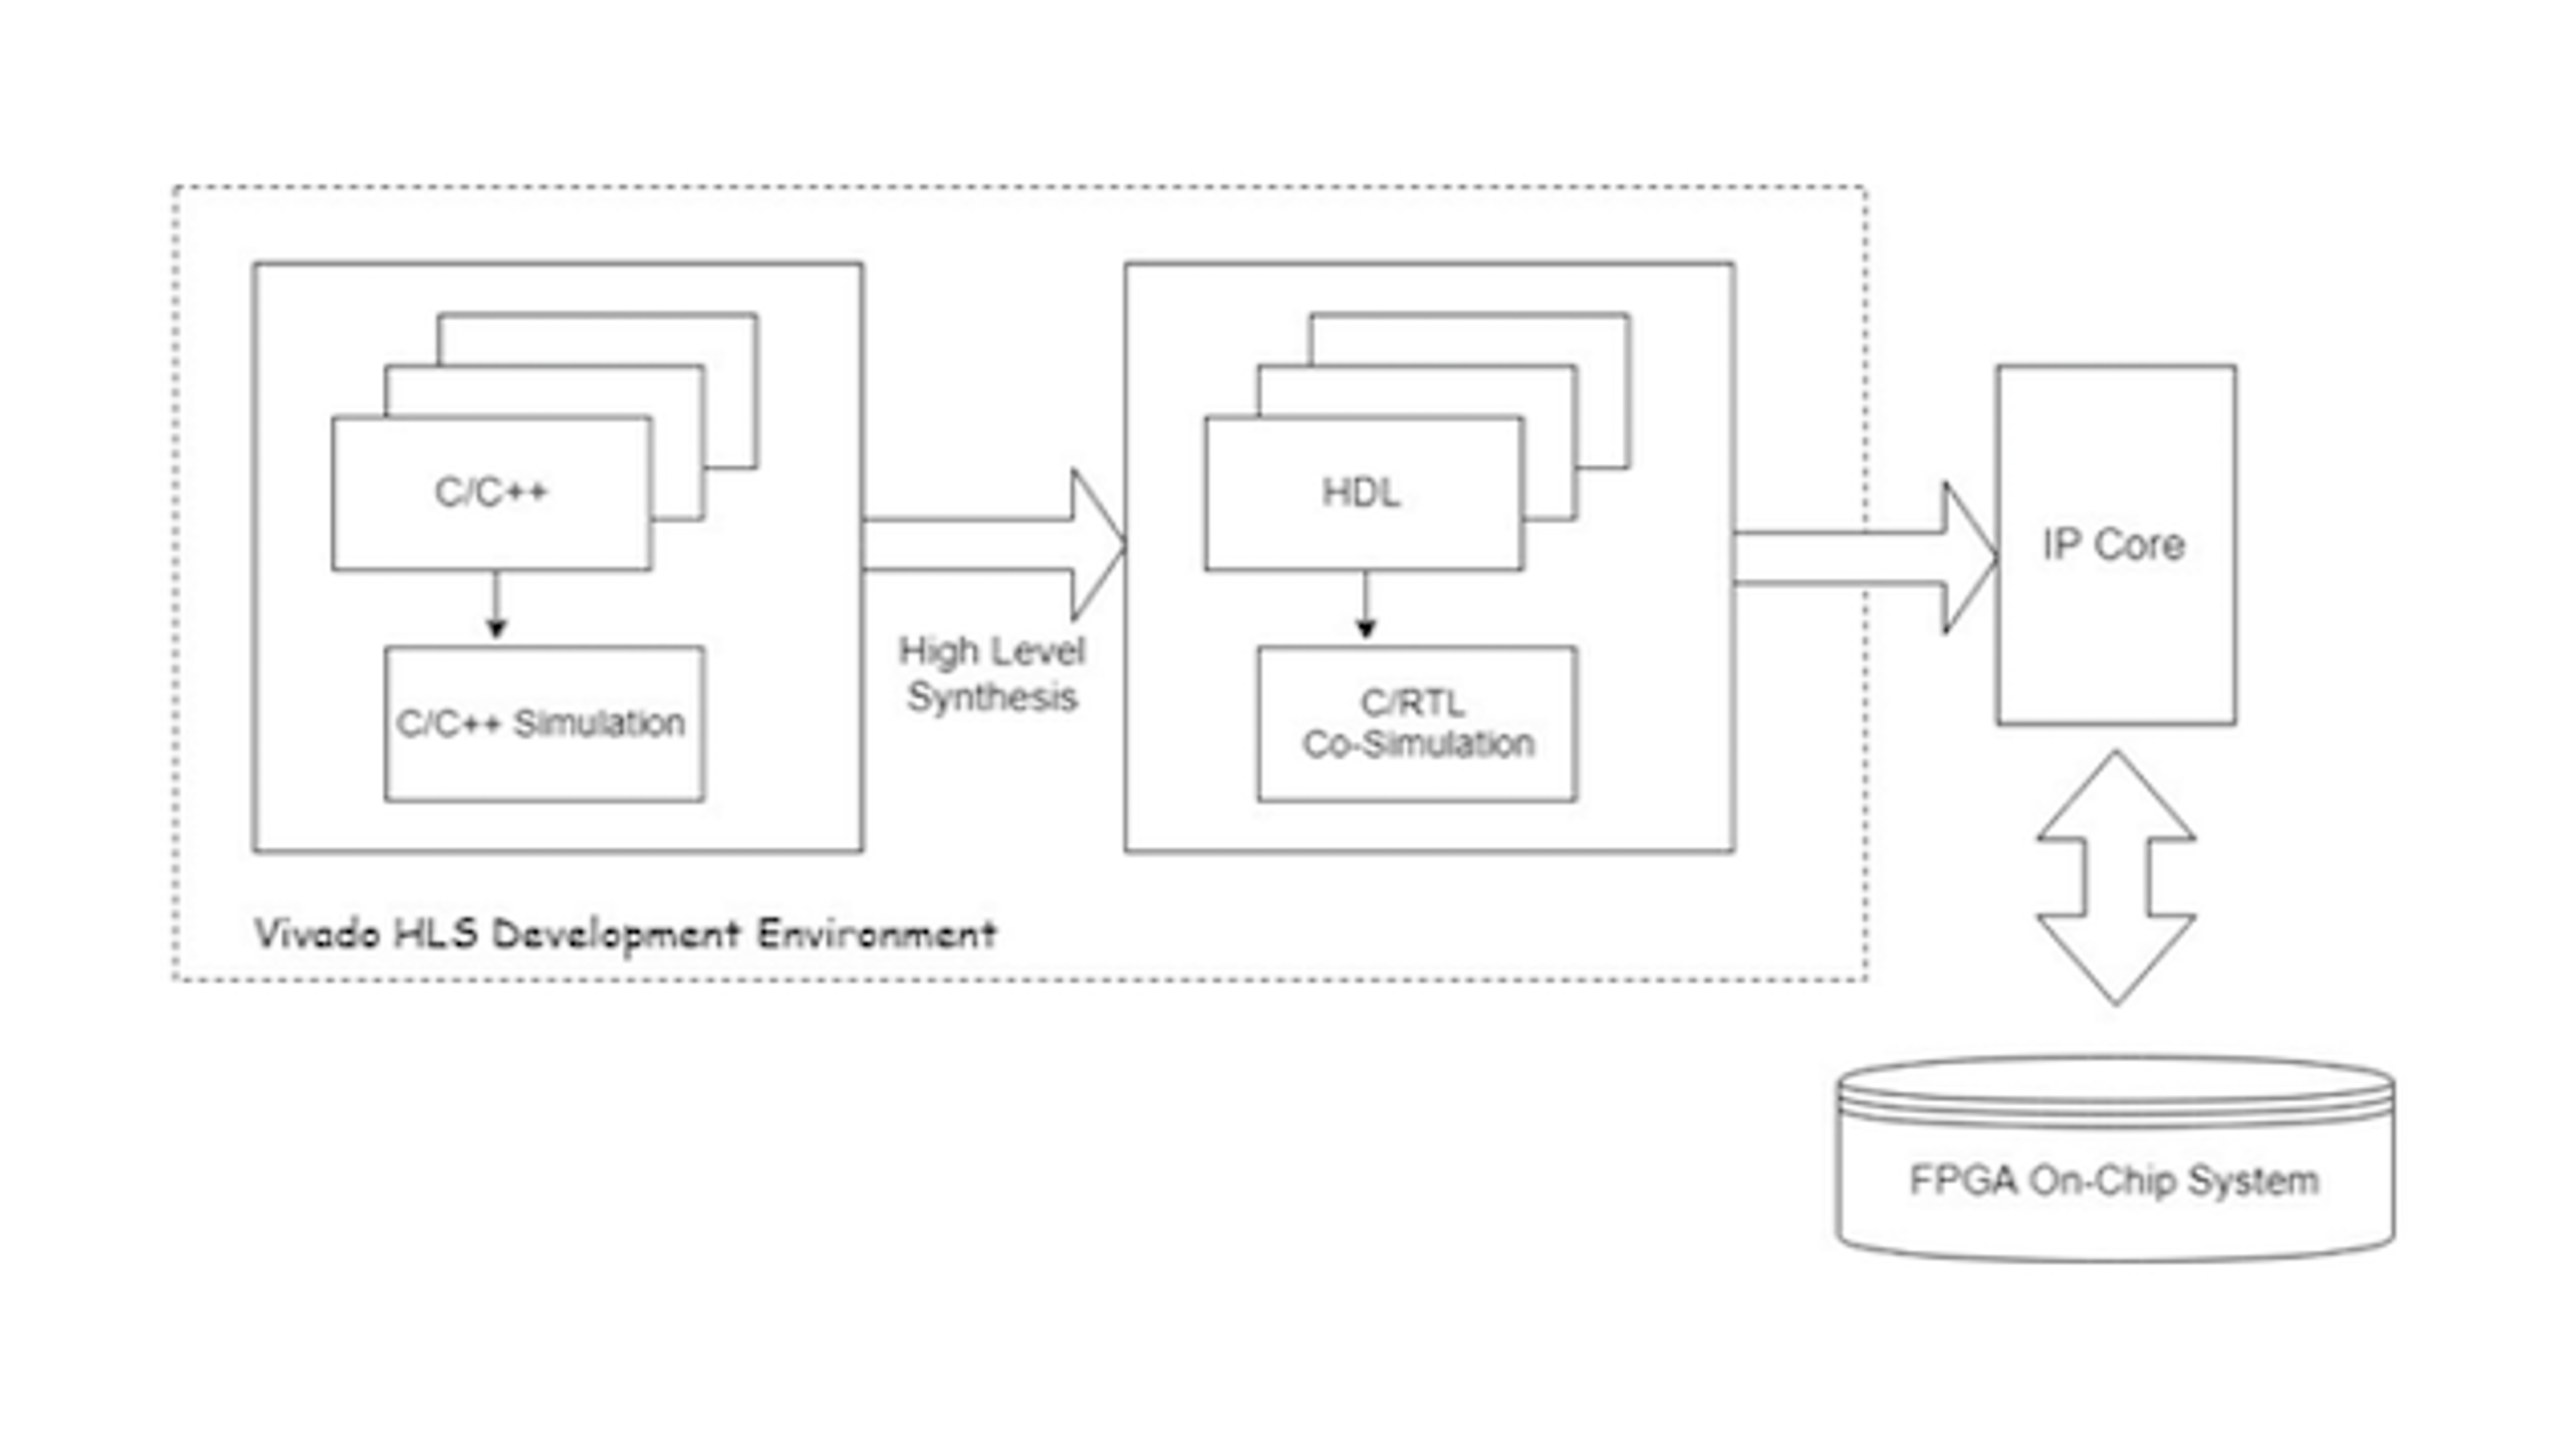 C/C++
C/C++ Simulation
High Level
Synthesis
HDL
C/RTL
Co-Simulation
IP Core
Vivado HLS Development Environment
FPGA On-Chip System